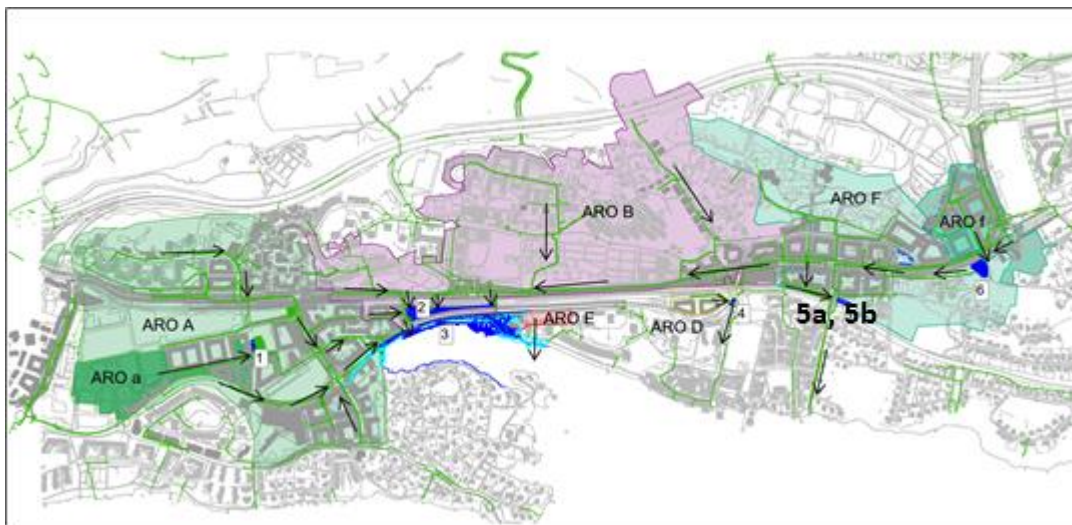 ARO B
ARO F
ARO f
6
ARO A
2
3
ARO E
ARO D
4
5a, 5b
1
ARO a